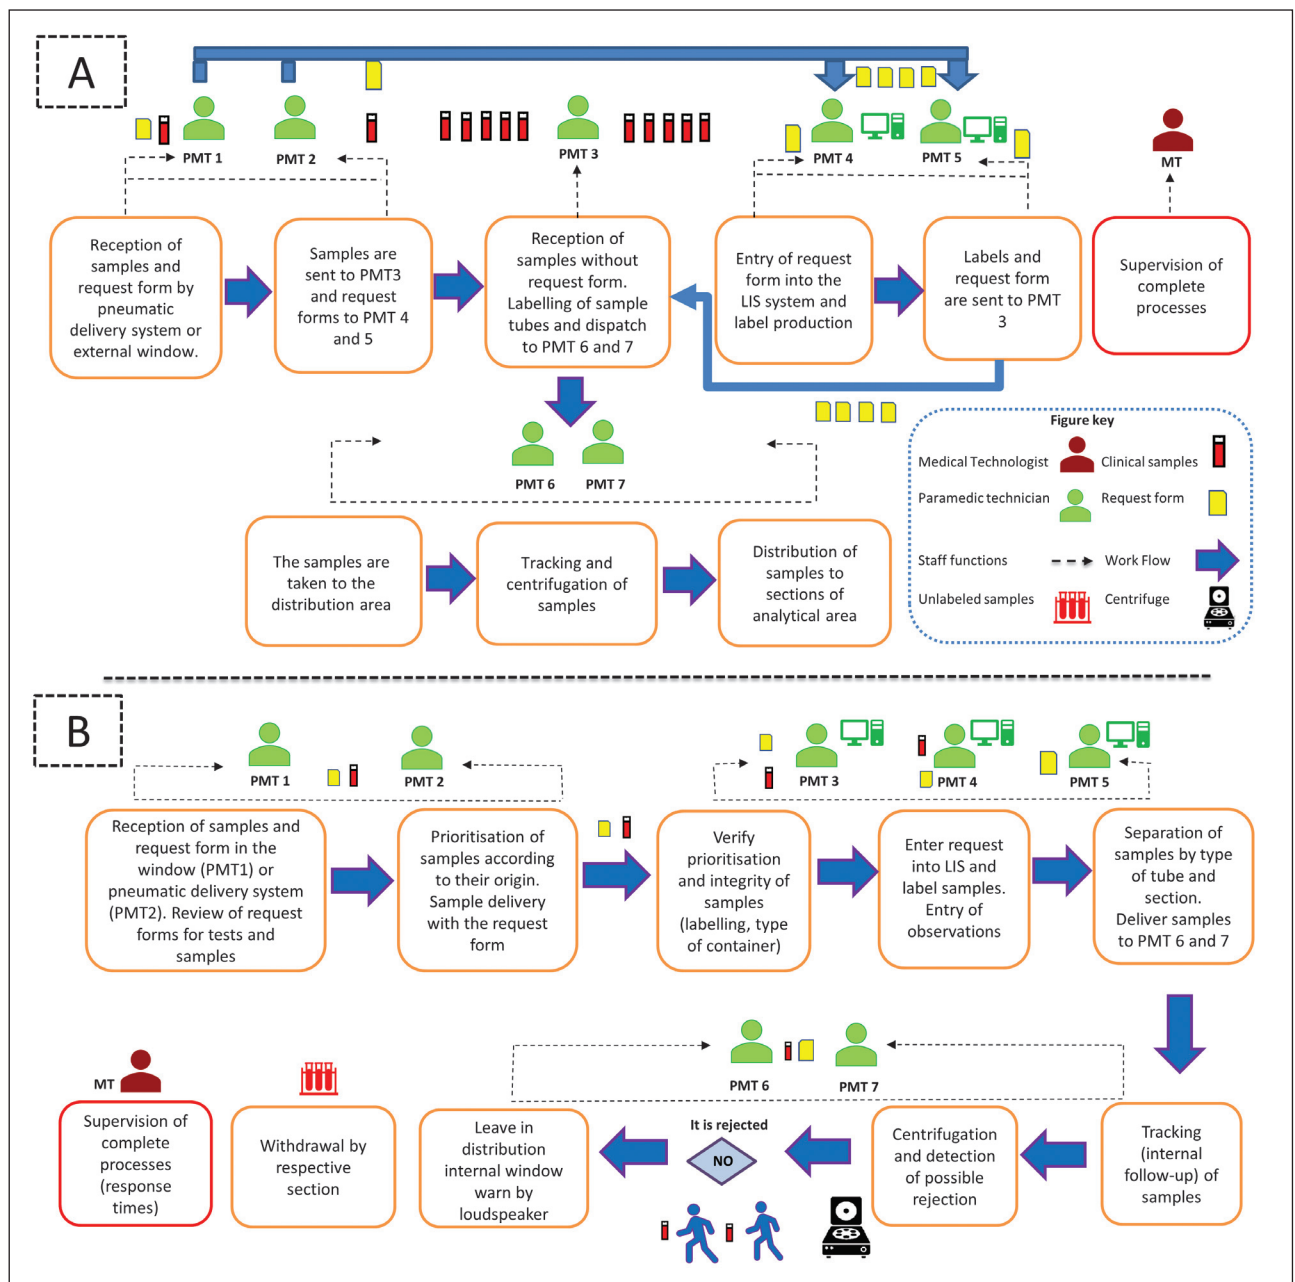 A
PMT 1
PMT 2
PMT 3
PMT 4
PMT 5
MT
Reception of
samples and
request form by
pneumatic
delivery system or
external window.
Samples are
sent to PMT3
and request
forms to PMT 4
and 5
Reception of
samples without
request form.
Labelling of sample
tubes and dispatch
to PMT 6 and 7
Entry of request
form into the
LIS system and
label production
Labels and
request form
are sent to PMT
3
Supervision of
complete
processes
PMT 6
PMT 7
The samples are
taken to the
distribution area
Tracking and
centrifugation of
samples
Distribution of
samples to
sections of
analytical area
Figure key
Medical Technologist
Clinical samples
Paramedic technician
Request form
Staff functions
Work Flow
Unlabeled samples
Centrifuge
B
PMT 1
PMT 2
PMT 3
PMT 4
PMT 5
Reception of samples and
request form in the
window (PMT1) or
pneumatic delivery system
(PMT2). Review of request
forms for tests and
samples
Prioritisation of
samples according
to their origin.
Sample delivery
with the request
form
Verify
prioritisation
and integrity of
samples
(labelling, type
of container)
Enter request
into LIS and
label samples.
Entry of
observations
Separation of
samples by type
of tube and
section.
Deliver samples
to PMT 6 and 7
PMT 6
PMT 7
MT
Supervision of
complete
processes
(response
times)
Withdrawal by
respective
section
Leave in
distribution
internal window
warn by
loudspeaker
It is rejected
NO
Centrifugation
and detection
of possible
rejection
Tracking
(internal
follow-up) of
samples